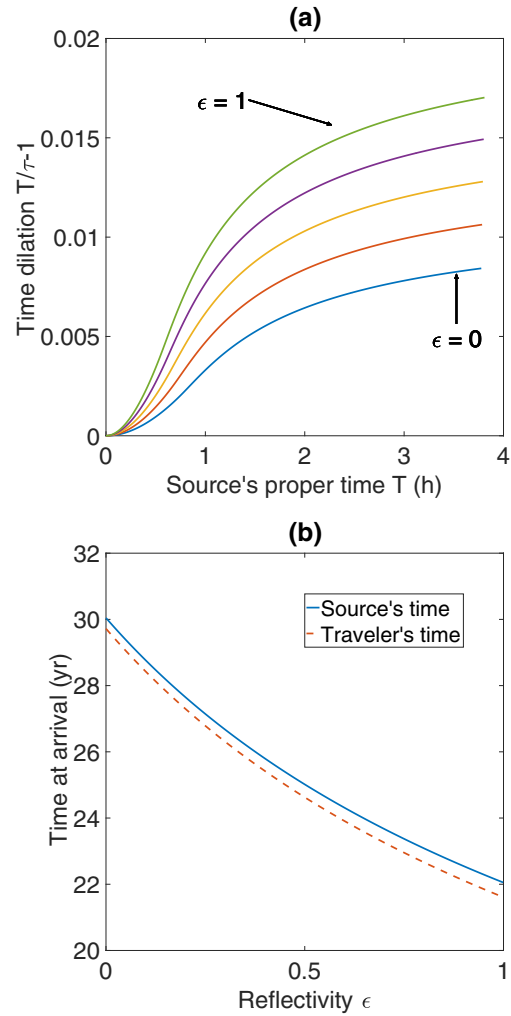 (a)
0.02
0.015
0.01
0.005
0
Time dilation T/τ-1
ϵ = 1
ϵ = 0
0 1 2 3 4
Source's proper time T (h)
(b)
32
30
28
26
24
22
20
Time at arrival (yr)
Source's time
Traveler's time
0 0.5 1
Reflectivity ϵ